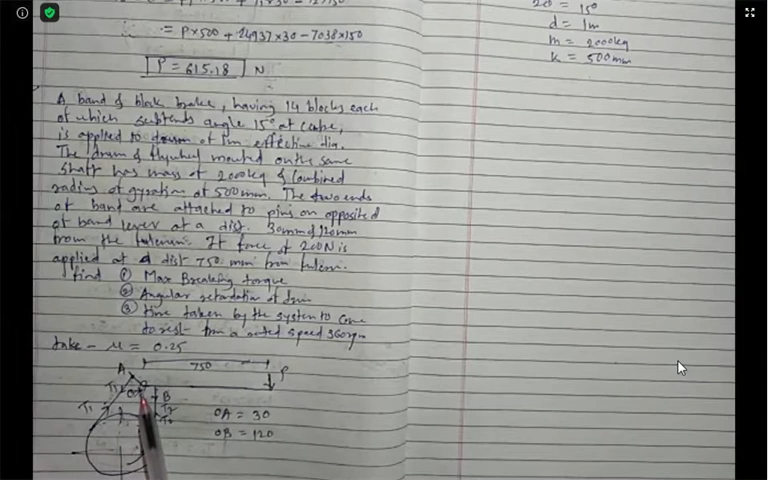 = P×500 + 14937×30 - 7038×150
P = 615.18 N
2θ = 15°
d = 1m
m = 2000kg
k = 500mm
A band & block brake, having 14 blocks each
of which subtends angle 15° at centre,
is applied to drum of 1m effective dia.
The drum & flywheel mounted on the same
shaft has mass of 2000kg & combined
radius of gyration of 500mm. The two ends
of band are attached to pins on opposite
of band lever at a dist. 30mm & 120mm
from the fulcrum. If force of 200N is
applied at a dist 750 mm from fulcrum.
find ① Max Breaking torque
② Angular retardation of drum
③ time taken by the system to come
to rest from a rated speed 360rpm
take - μ = 0.25
750
P
A
O
B
T₁
T₁
T₂
T₂
OA = 30
OB = 120